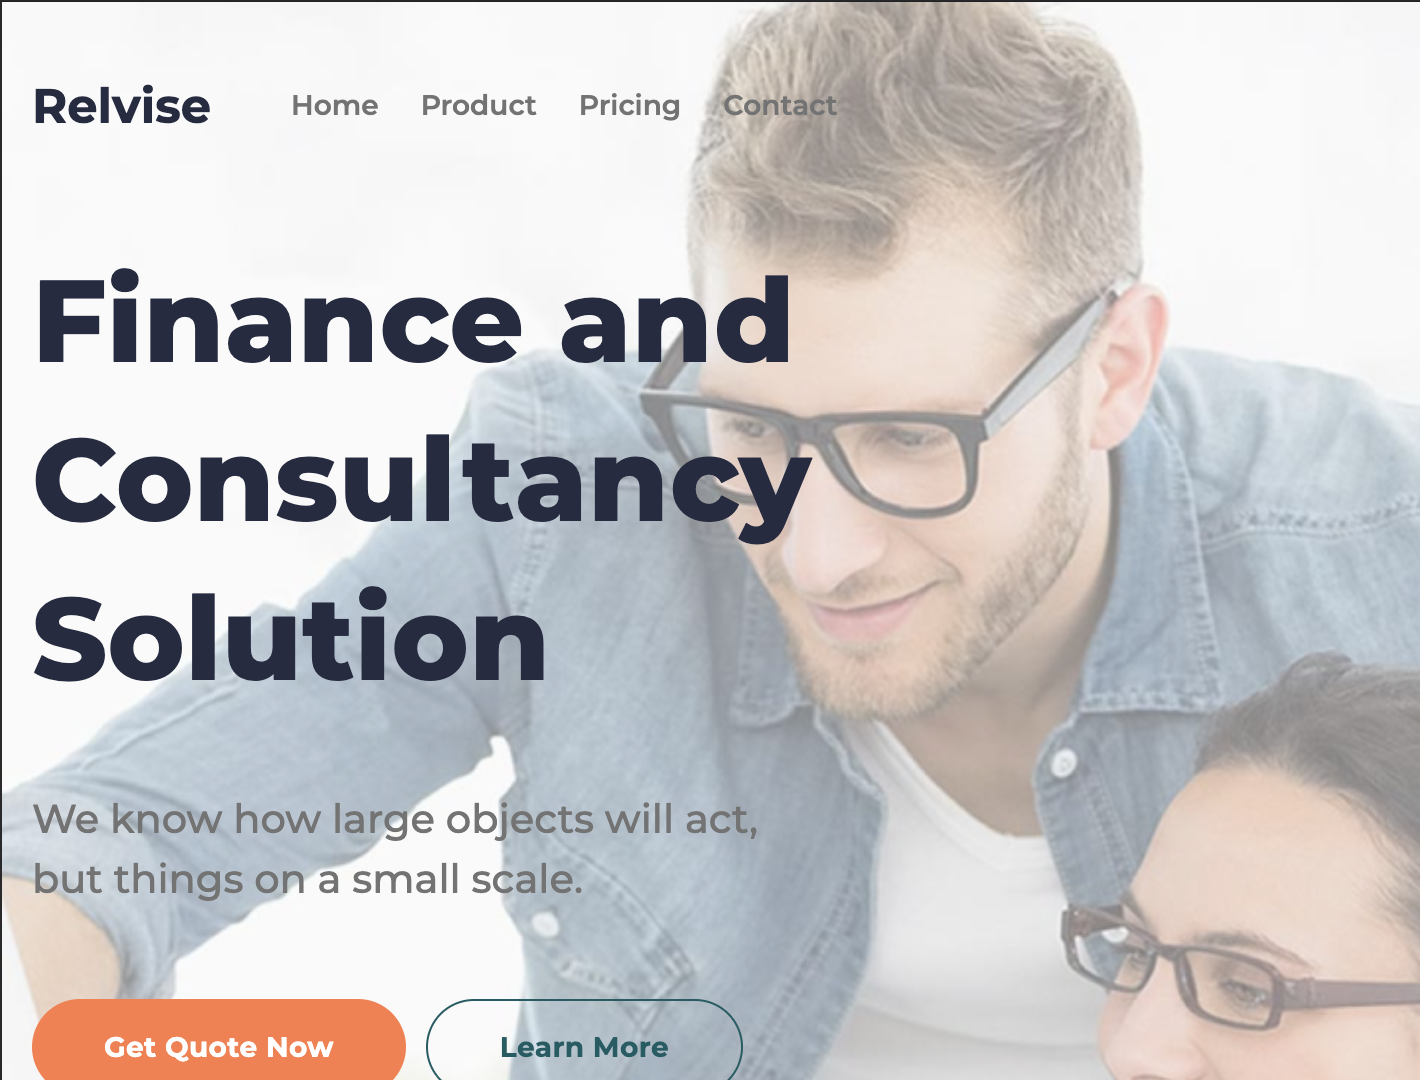 Relvise
Home Product Pricing Contact
Finance and
Consultancy
Solution
We know how large objects will act,
but things on a small scale.
Get Quote Now
Learn More